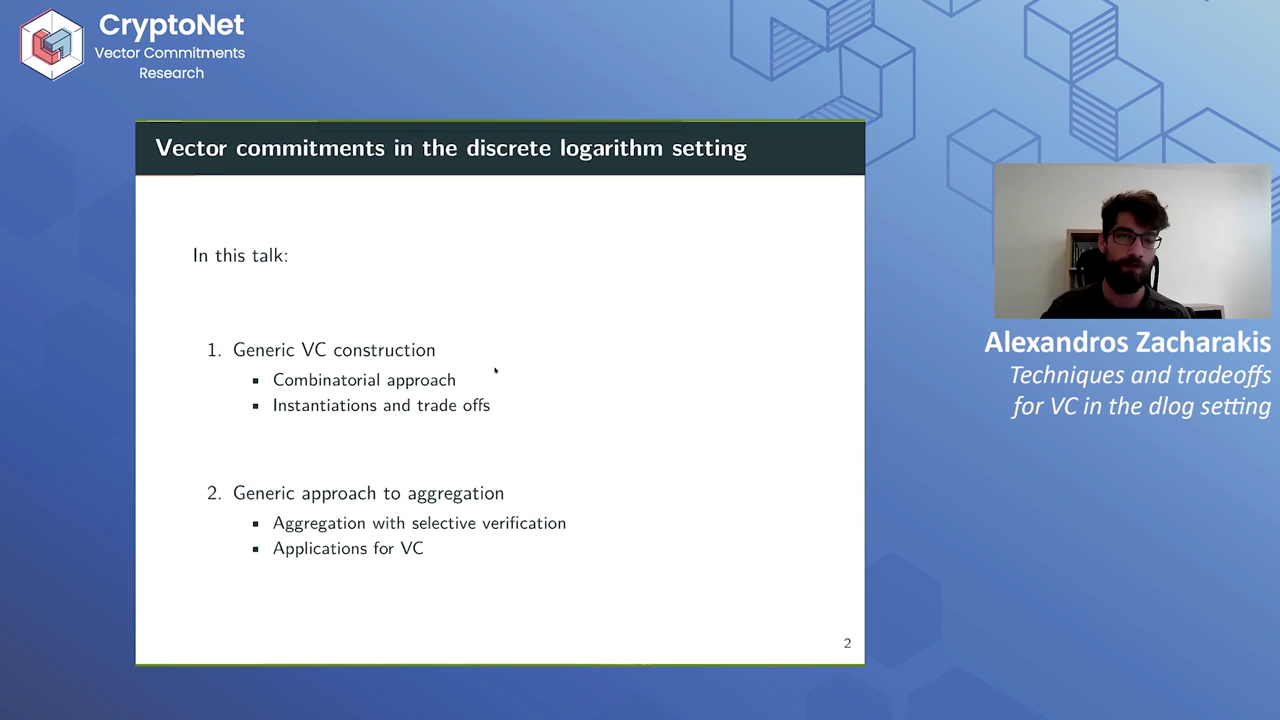 CryptoNet
Vector Commitments
Research
Vector commitments in the discrete logarithm setting
In this talk:
1. Generic VC construction
▪ Combinatorial approach
▪ Instantiations and trade offs
2. Generic approach to aggregation
▪ Aggregation with selective verification
▪ Applications for VC
2
Alexandros Zacharakis
Techniques and tradeoffs
for VC in the dlog setting